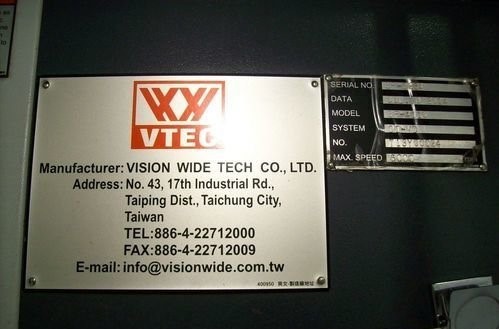 VTEC
Manufacturer: VISION WIDE TECH CO., LTD.
Address: No. 43, 17th Industrial Rd.,
Taiping Dist., Taichung City,
Taiwan
TEL:886-4-22712000
FAX:886-4-22712009
E-mail: info@visionwide.com.tw
SERIAL NO.
DATA
MODEL
SYSTEM
NO.
MAX. SPEED 6000